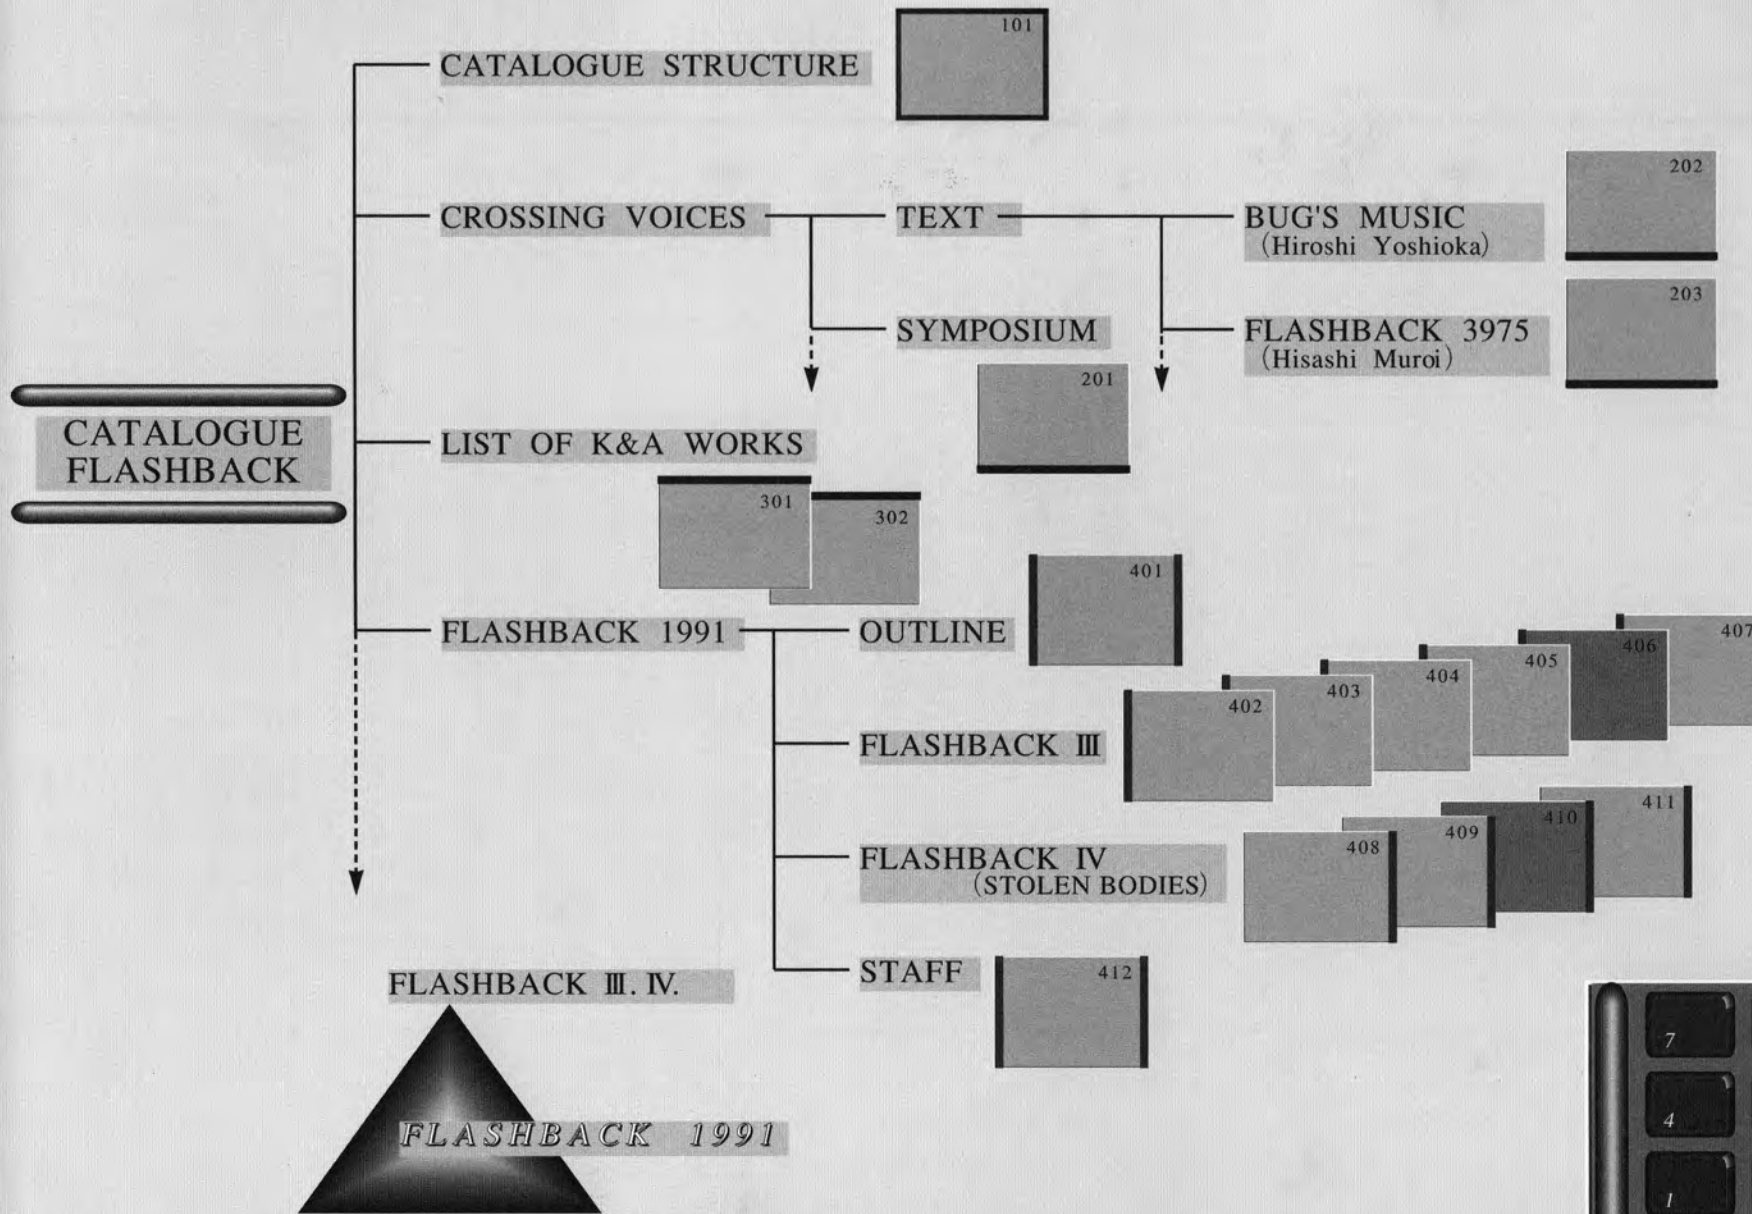 101
CATALOGUE STRUCTURE
202
CROSSING VOICES
TEXT
BUG'S MUSIC
(Hiroshi Yoshioka)
203
SYMPOSIUM
FLASHBACK 3975
(Hisashi Muroi)
201
CATALOGUE
FLASHBACK
LIST OF K&A WORKS
301
302
401
FLASHBACK 1991
OUTLINE
407
406
405
404
403
402
FLASHBACK Ⅲ
411
410
409
408
FLASHBACK Ⅳ
(STOLEN BODIES)
STAFF
412
FLASHBACK Ⅲ. Ⅳ.
FLASHBACK 1991
7
4
1